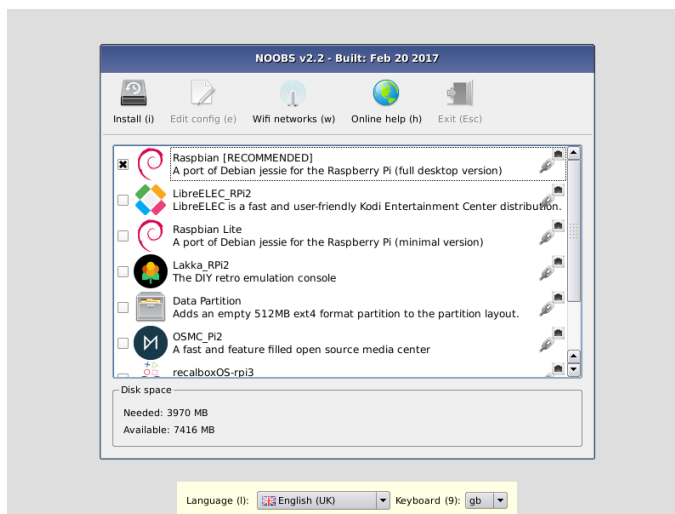 NOOBS v2.2 - Built: Feb 20 2017
Install (i) Edit config (e) Wifi networks (w) Online help (h) Exit (Esc)
Raspbian [RECOMMENDED]
A port of Debian jessie for the Raspberry Pi (full desktop version)
LibreELEC_RPi2
LibreELEC is a fast and user-friendly Kodi Entertainment Center distribution.
Raspbian Lite
A port of Debian jessie for the Raspberry Pi (minimal version)
Lakka_RPi2
The DIY retro emulation console
Data Partition
Adds an empty 512MB ext4 format partition to the partition layout.
OSMC_Pi2
A fast and feature filled open source media center
recalboxOS-rpi3
Disk space
Needed: 3970 MB
Available: 7416 MB
Language (l): English (UK) Keyboard (9): gb